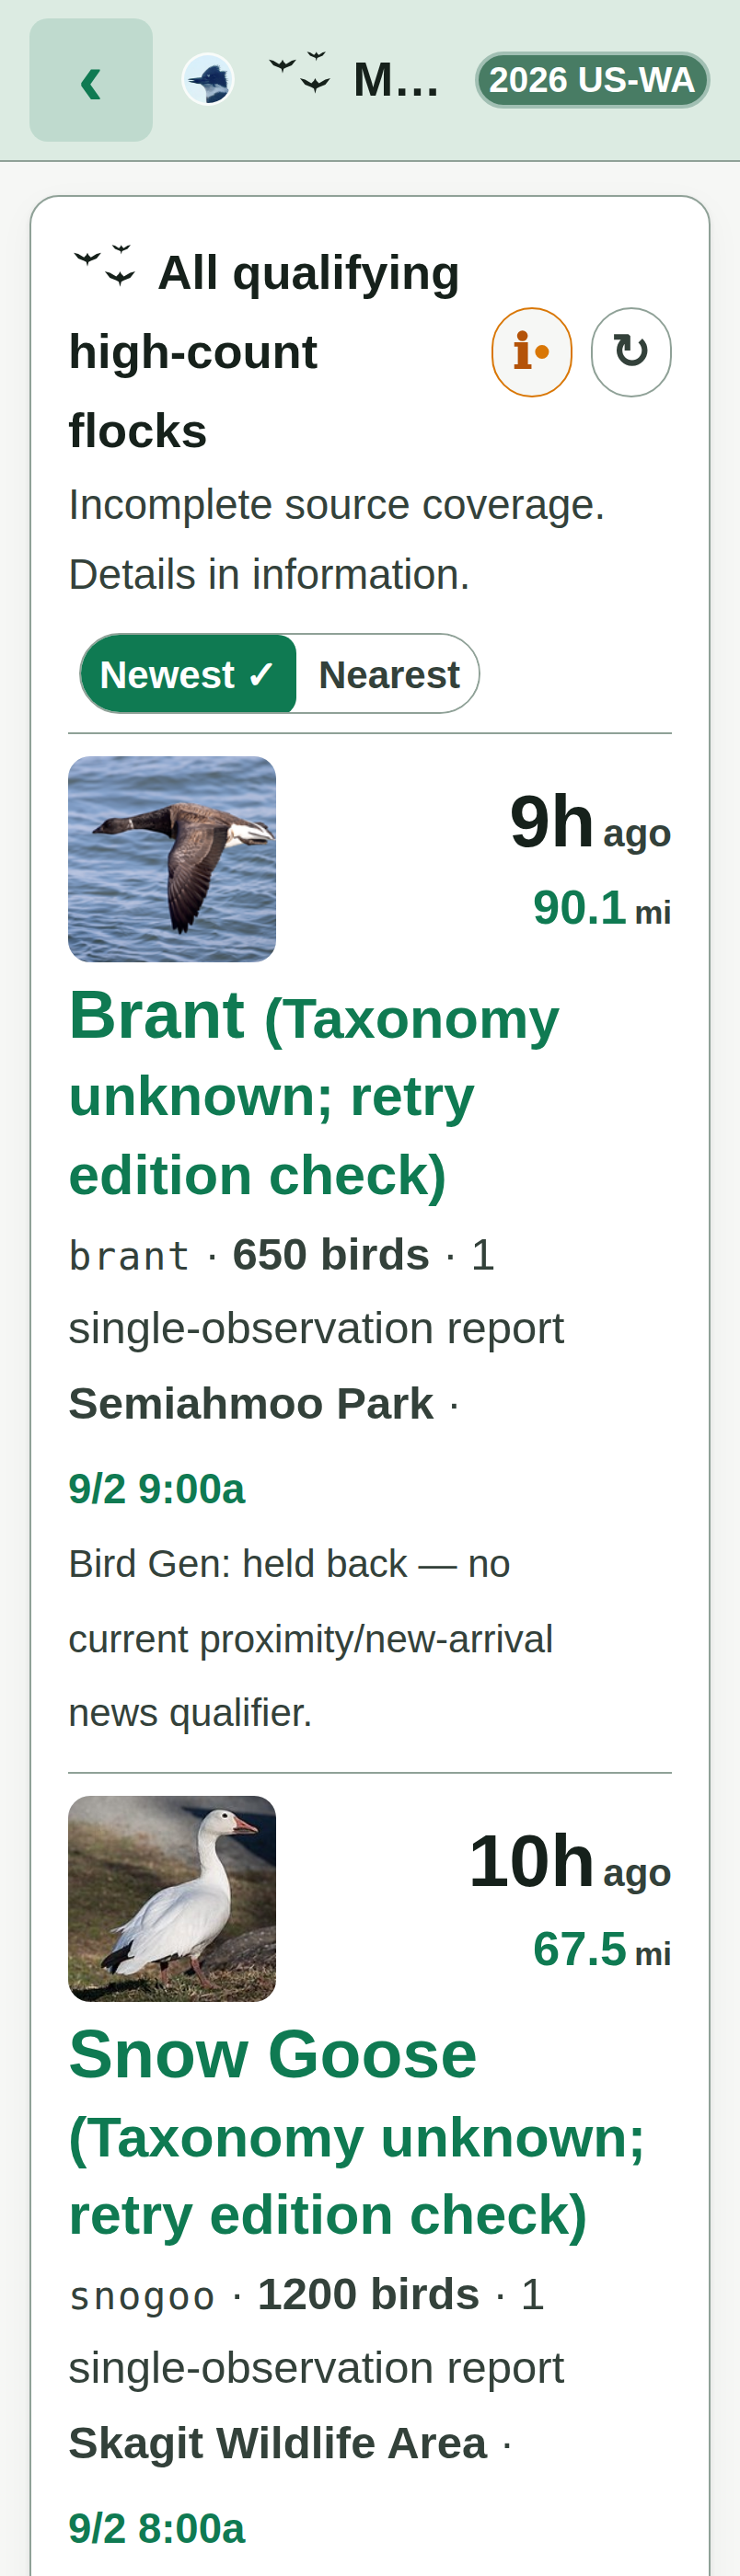 ‹ M... 2026 US-WA
All qualifying
high-count
flocks
i• ↻
Incomplete source coverage.
Details in information.
Newest ✓ Nearest
9h ago
90.1 mi
Brant (Taxonomy
unknown; retry
edition check)
brant · 650 birds · 1
single-observation report
Semiahmoo Park ·
9/2 9:00a
Bird Gen: held back — no
current proximity/new-arrival
news qualifier.
10h ago
67.5 mi
Snow Goose
(Taxonomy unknown;
retry edition check)
snogoo · 1200 birds · 1
single-observation report
Skagit Wildlife Area ·
9/2 8:00a